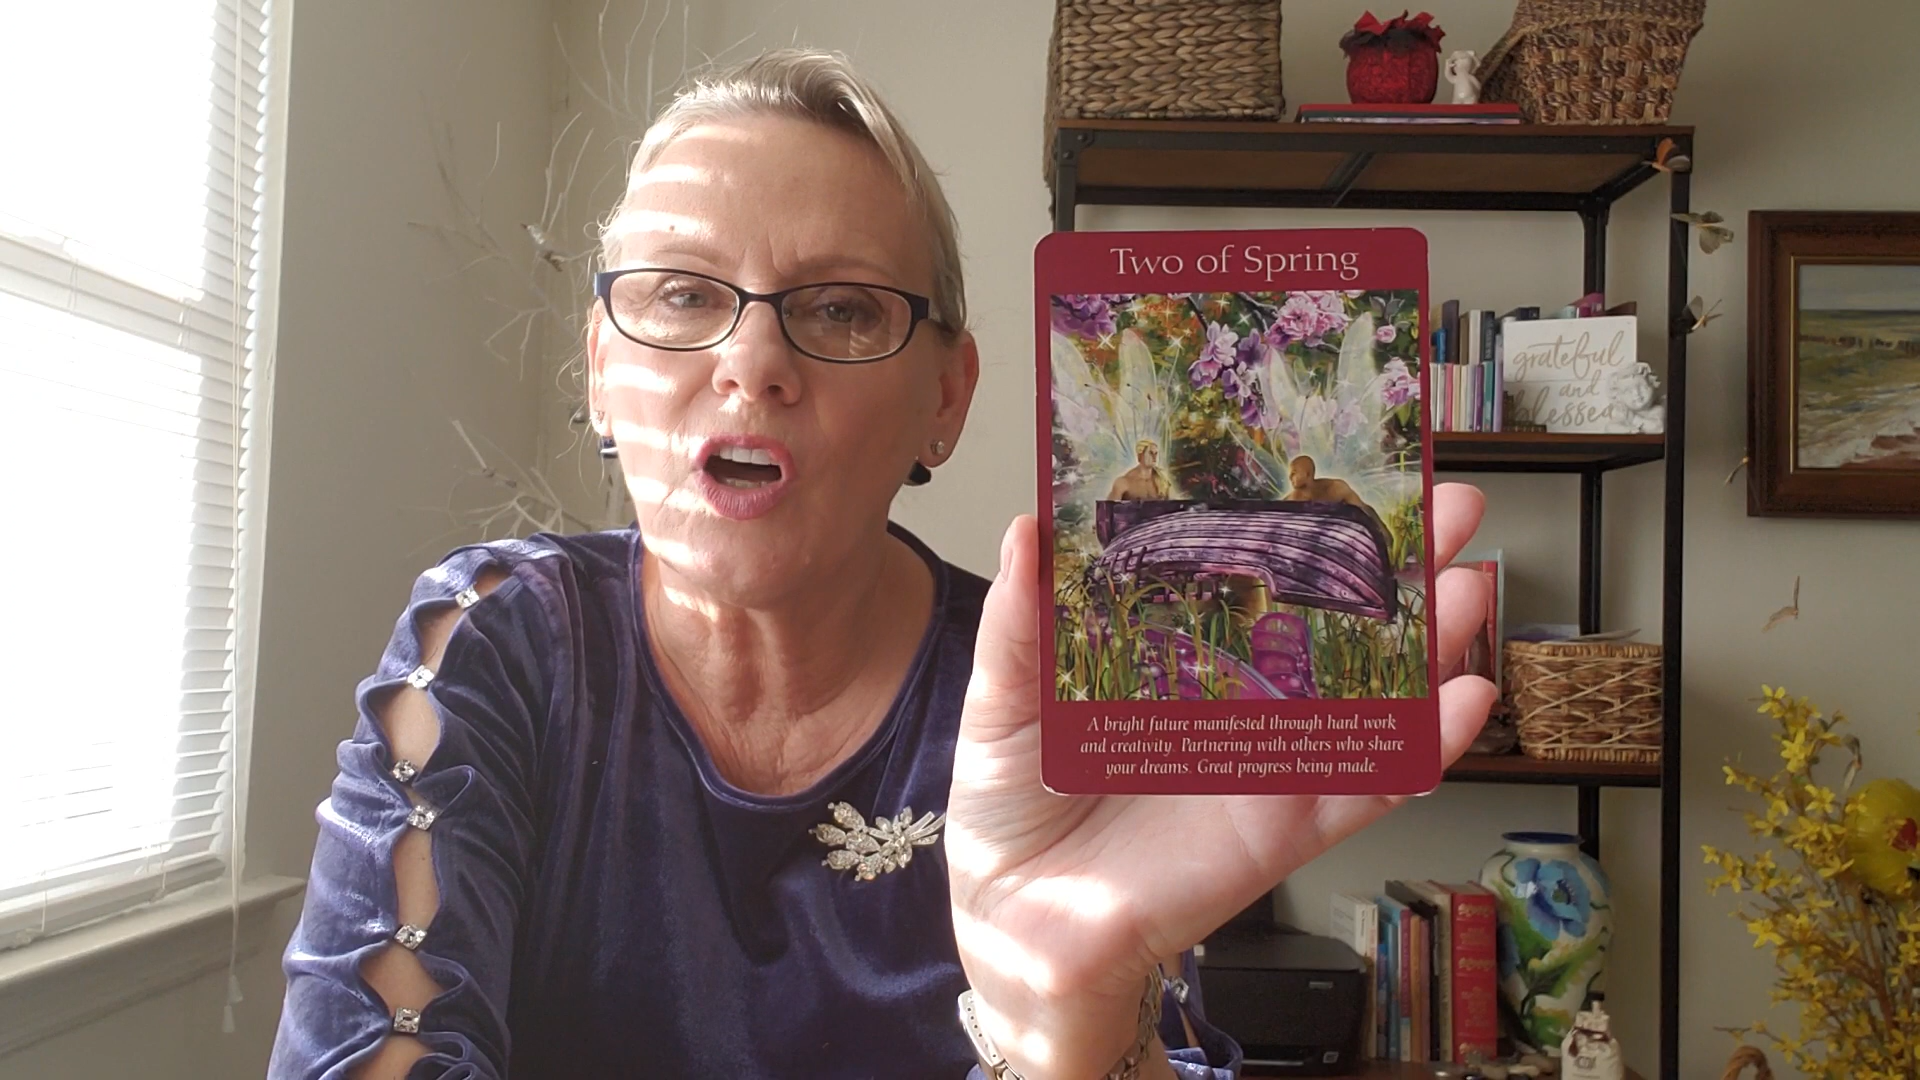 Two of Spring
A bright future manifested through hard work
and creativity. Partnering with others who share
your dreams. Great progress being made.
grateful
and
blessed